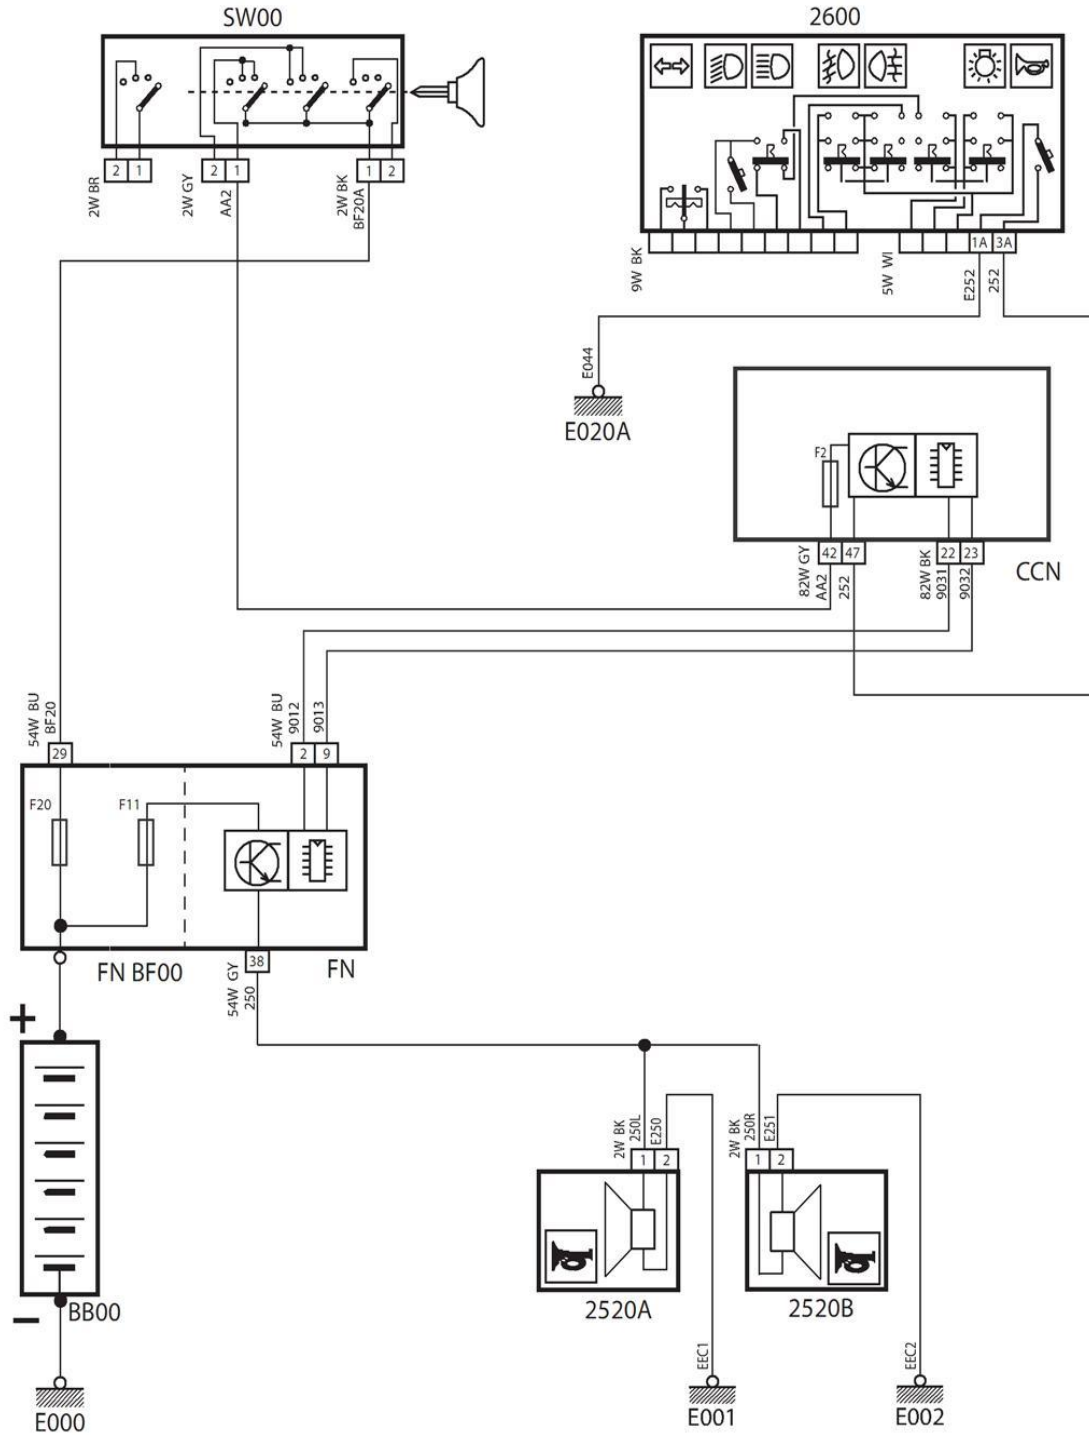 SW00
2600
2 1
2 1
1 2
2W BR
2W GY
AA2
2W BK
BF20A
1A 3A
9W BK
5W WI
E252
252
E044
E020A
F2
42 47
22 23
82W GY
AA2
252
82W BK
9031
9032
CCN
54W BU
BF20
54W BU
9012
9013
29
2 9
F20
F11
38
FN BF00
FN
54W GY
250
+
2W BK
250L
E250
2W BK
250R
E251
1 2
1 2
BB00
−
2520A
2520B
EEC1
EEC2
E000
E001
E002